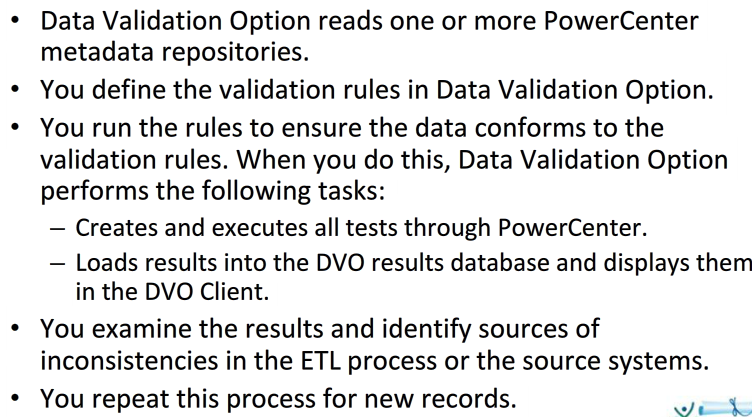 • Data Validation Option reads one or more PowerCenter
metadata repositories.
• You define the validation rules in Data Validation Option.
• You run the rules to ensure the data conforms to the
validation rules. When you do this, Data Validation Option
performs the following tasks:
– Creates and executes all tests through PowerCenter.
– Loads results into the DVO results database and displays them
in the DVO Client.
• You examine the results and identify sources of
inconsistencies in the ETL process or the source systems.
• You repeat this process for new records.